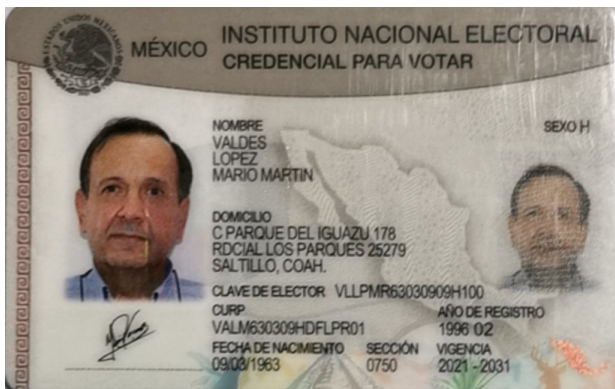 MÉXICO
INSTITUTO NACIONAL ELECTORAL
CREDENCIAL PARA VOTAR
NOMBRE
VALDES
LOPEZ
MARIO MARTIN
SEXO H
DOMICILIO
C PARQUE DEL IGUAZU 178
RDCIAL LOS PARQUES 25279
SALTILLO, COAH.
CLAVE DE ELECTOR VLLPMR63030909H100
CURP
VALM630309HDFLPR01
AÑO DE REGISTRO
1996 02
FECHA DE NACIMIENTO
09/03/1963
SECCIÓN
0750
VIGENCIA
2021 - 2031